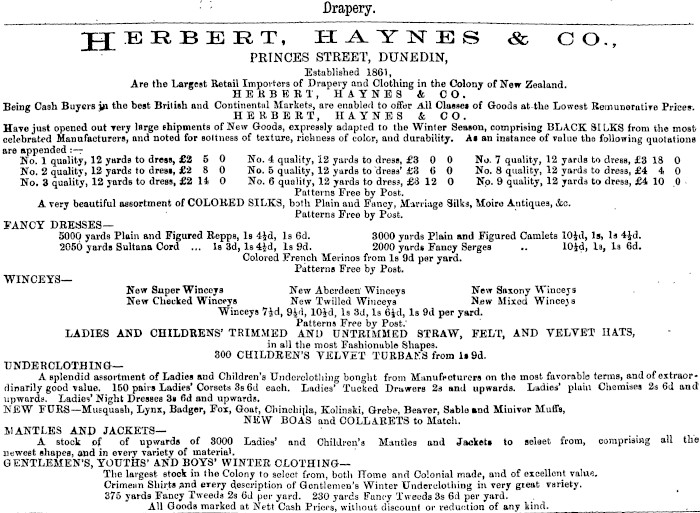 Drapery.
HERBERT, HAYNES & CO.,
PRINCES STREET, DUNEDIN,
Established 1861,
Are the Largest Retail Importers of Drapery and Clothing in the Colony of New Zealand.
HERBERT, HAYNES & CO.
Being Cash Buyers in the best British and Continental Markets, are enabled to offer All Classes of Goods at the Lowest Remunerative Prices.
HERBERT, HAYNES & CO.
Have just opened out very large shipments of New Goods, expressly adapted to the Winter Season, comprising BLACK SILKS from the most
celebrated Manufacturers, and noted for softness of texture, richness of color, and durability. As an instance of value the following quotations
are appended :—
No. 1 quality, 12 yards to dress, £2 5 0 No. 4 quality, 12 yards to dress, £3 0 0 No. 7 quality, 12 yards to dress, £3 18 0
No. 2 quality, 12 yards to dress, £2 8 0 No. 5 quality, 12 yards to dress' £3 6 0 No. 8 quality, 12 yards to dress, £4 4 0
No. 3 quality, 12 yards to dress, £2 14 0 No. 6 quality, 12 yards to dress, £3 12 0 No. 9 quality, 12 yards to dress, £4 10 0
Patterns Free by Post.
A very beautiful assortment of COLORED SILKS, both Plain and Fancy, Marriage Silks, Moire Antiques, &c.
Patterns Free by Post.
FANCY DRESSES—
5000 yards Plain and Figured Repps, 1s 4½d, 1s 6d. 3000 yards Plain and Figured Camlets 10½d, 1s, 1s 4½d.
2050 yards Sultana Cord ... 1s 3d, 1s 4½d, 1s 9d. 2000 yards Fancy Serges .. 10½d, 1s, 1s 6d.
Colored French Merinos from 1s 9d per yard.
Patterns Free by Post.
WINCEYS—
New Super Winceys New Aberdeen Winceys New Saxony Winceys
New Checked Winceys New Twilled Winceys New Mixed Winceys
Winceys 7½d, 9½d, 10½d, 1s 3d, 1s 6½d, 1s 9d per yard.
Patterns Free by Post.
LADIES AND CHILDRENS' TRIMMED AND UNTRIMMED STRAW, FELT, AND VELVET HATS,
in all the most Fashionable Shapes.
300 CHILDREN'S VELVET TURBANS from 1s 9d.
UNDERCLOTHING—
A splendid assortment of Ladies and Children's Underclothing bought from Manufacturers on the most favorable terms, and of extraor-
dinarily good value. 150 pairs Ladies' Corsets 3s 6d each. Ladies' Tucked Drawers 2s and upwards. Ladies' plain Chemises 2s 6d and
upwards. Ladies' Night Dresses 3s 6d and upwards.
NEW FURS—Musquash, Lynx, Badger, Fox, Goat, Chinchilla, Kolinski, Grebe, Beaver, Sable and Miniver Muffs,
NEW BOAS and COLLARETS to Match.
MANTLES AND JACKETS—
A stock of of upwards of 3000 Ladies' and Children's Mantles and Jackets to select from, comprising all the
newest shapes, and in every variety of material.
GENTLEMEN'S, YOUTHS' AND BOYS' WINTER CLOTHING—
The largest stock in the Colony to select from, both Home and Colonial made, and of excellent value.
Crimean Shirts and every description of Gentlemen's Winter Underclothing in very great variety.
375 yards Fancy Tweeds 2s 6d per yard. 230 yards Fancy Tweeds 3s 6d per yard.
All Goods marked at Nett Cash Prices, without discount or reduction of any kind.